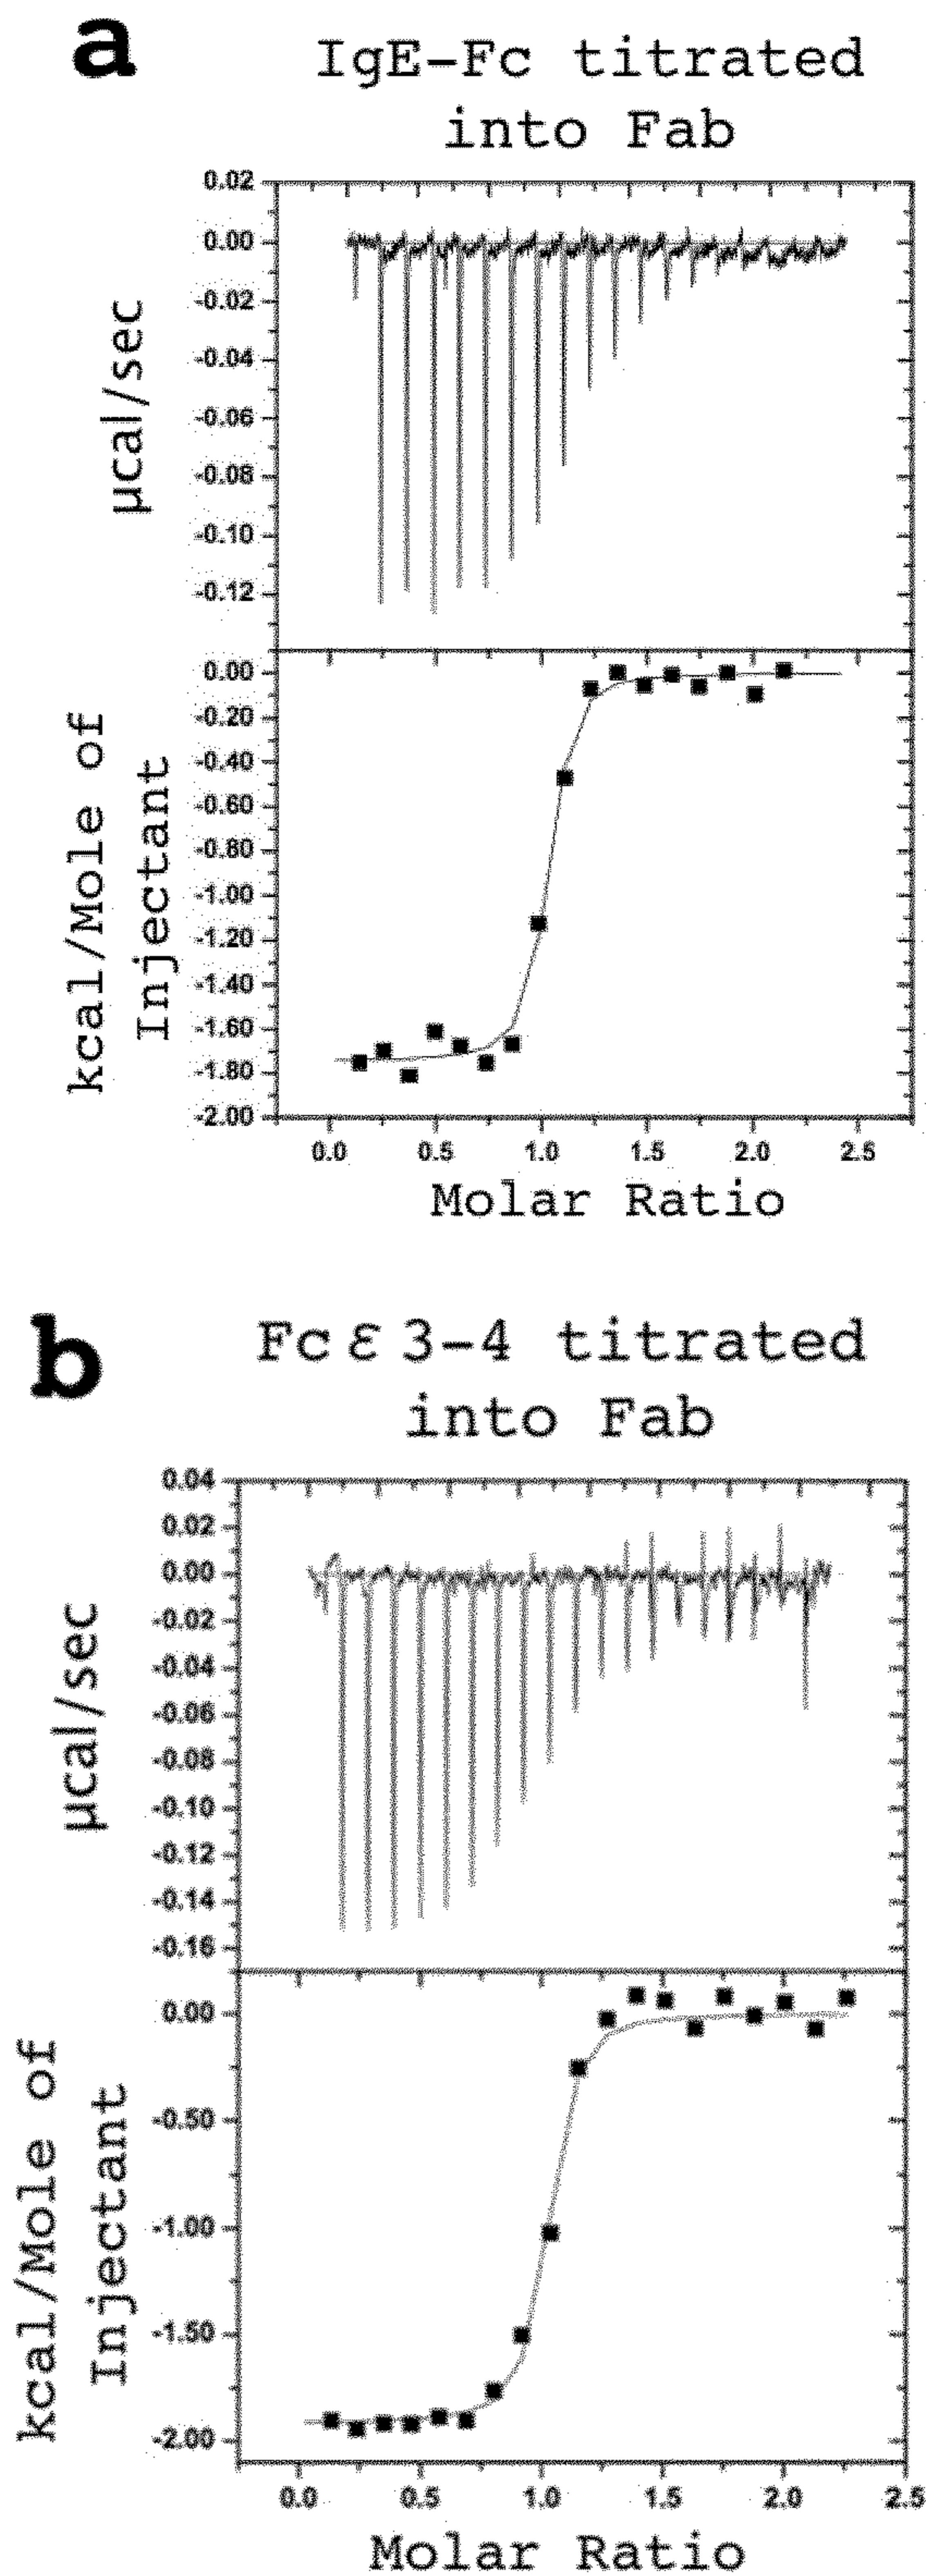 a
IgE-Fc titrated
into Fab
µcal/sec
0.02
0.00
-0.02
-0.04
-0.06
-0.08
-0.10
-0.12
kcal/Mole of
Injectant
0.00
-0.20
-0.40
-0.60
-0.80
-1.00
-1.20
-1.40
-1.60
-1.80
-2.00
0.0 0.5 1.0 1.5 2.0 2.5
Molar Ratio
b
Fcε3-4 titrated
into Fab
µcal/sec
0.04
0.02
0.00
-0.02
-0.04
-0.06
-0.08
-0.10
-0.12
-0.14
-0.16
kcal/Mole of
Injectant
0.00
-0.50
-1.00
-1.50
-2.00
0.0 0.5 1.0 1.5 2.0 2.5
Molar Ratio